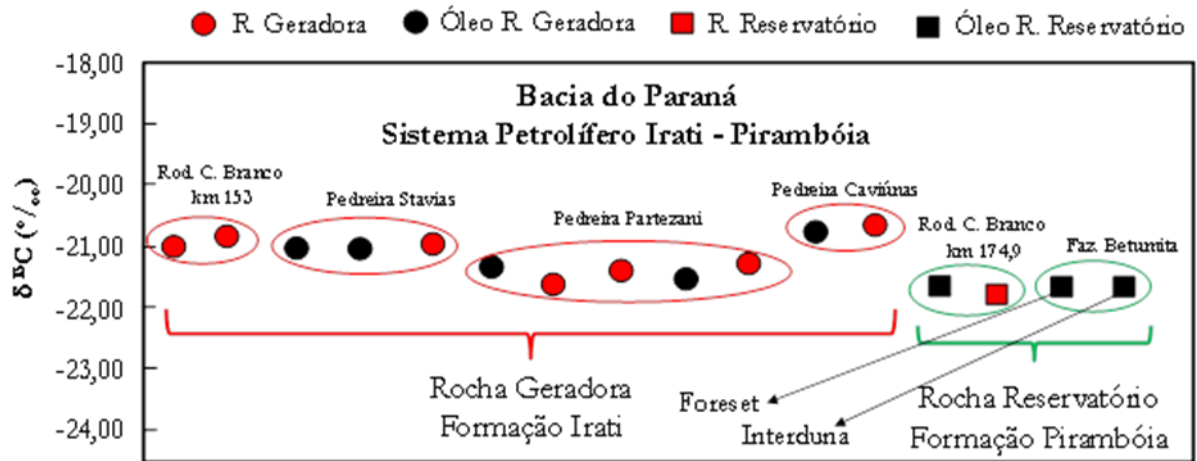 R. Geradora Óleo R. Geradora R. Reservatório Óleo R. Reservatório
Bacia do Paraná
Sistema Petrolífero Irati - Pirambóia
δ¹³C (º/ₒₒ)
-18,00
-19,00
-20,00
-21,00
-22,00
-23,00
-24,00
Rod. C. Branco
km 153
Pedreira Stavias
Pedreira Partezani
Pedreira Caviúnas
Rod. C. Branco
km 174,9
Faz. Betumita
Rocha Geradora
Formação Irati
Foreset
Interduna
Rocha Reservatório
Formação Pirambóia